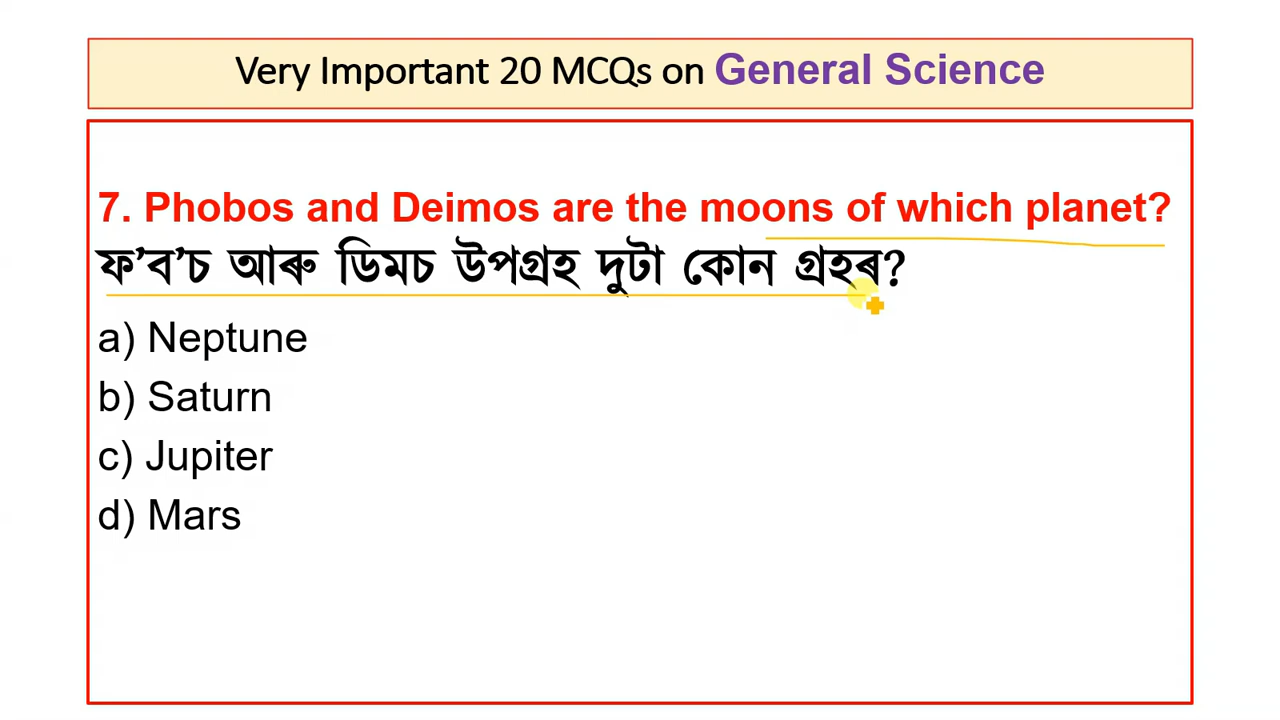 Very Important 20 MCQs on General Science
7. Phobos and Deimos are the moons of which planet?
ফ’ব’চ আৰু ডিমচ উপগ্ৰহ দুটা কোন গ্ৰহৰ?
a) Neptune
b) Saturn
c) Jupiter
d) Mars